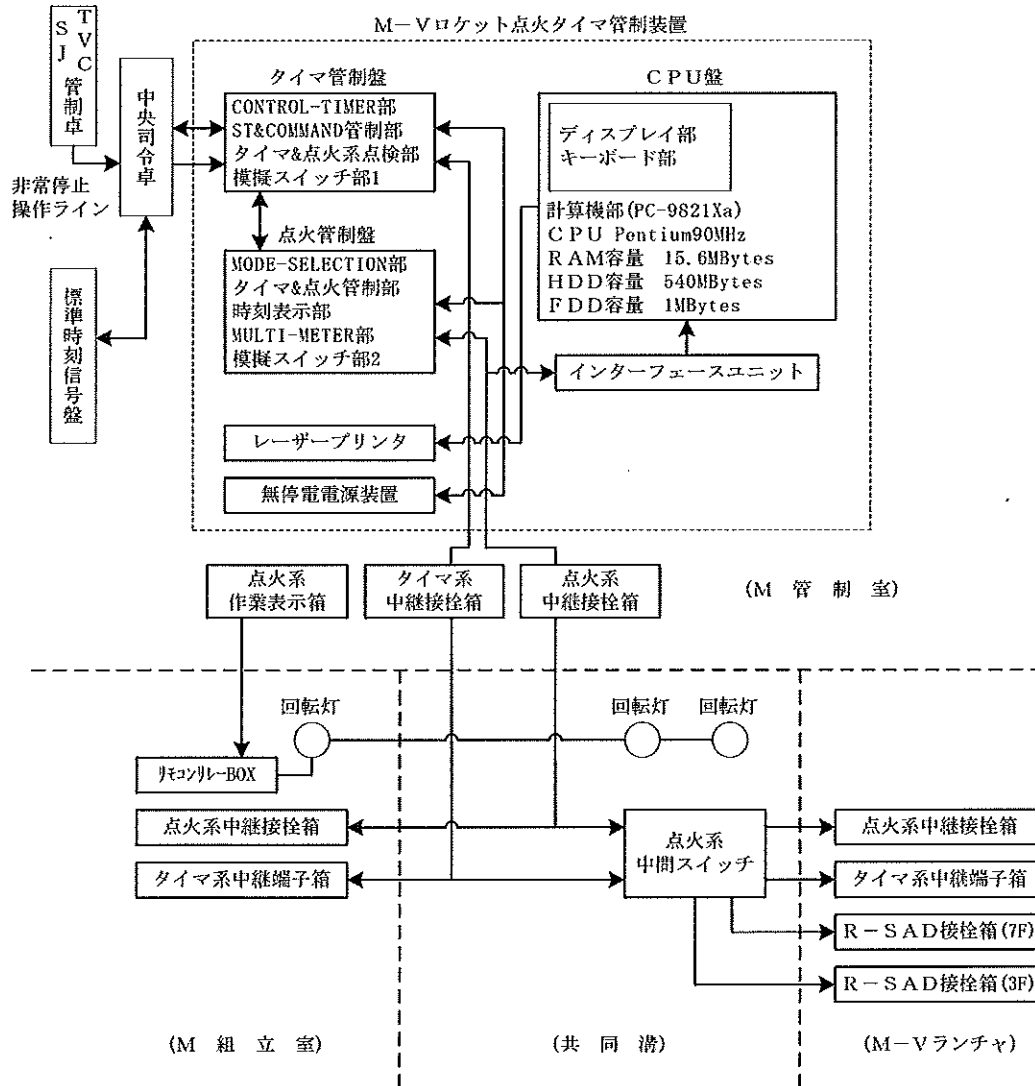 M−Vロケット点火タイマ管制装置
TVC
SJ
管制卓
中央司令卓
非常停止
操作ライン
標準時刻信号盤
タイマ管制盤
CONTROL-TIMER部
ST&COMMAND管制部
タイマ&点火系点検部
模擬スイッチ部1
点火管制盤
MODE-SELECTION部
タイマ&点火管制部
時刻表示部
MULTI-METER部
模擬スイッチ部2
CPU盤
ディスプレイ部
キーボード部
計算機部(PC-9821Xa)
CPU Pentium90MHz
RAM容量 15.6MBytes
HDD容量 540MBytes
FDD容量 1MBytes
インターフェースユニット
レーザープリンタ
無停電電源装置
点火系
作業表示箱
タイマ系
中継接栓箱
点火系
中継接栓箱
(M 管 制 室)
回転灯
回転灯
回転灯
リモコンリレーBOX
点火系中継接栓箱
タイマ系中継端子箱
点火系
中間スイッチ
点火系中継接栓箱
タイマ系中継端子箱
R−SAD接栓箱(7F)
R−SAD接栓箱(3F)
(M 組 立 室)
(共 同 溝)
(M−Vランチャ)